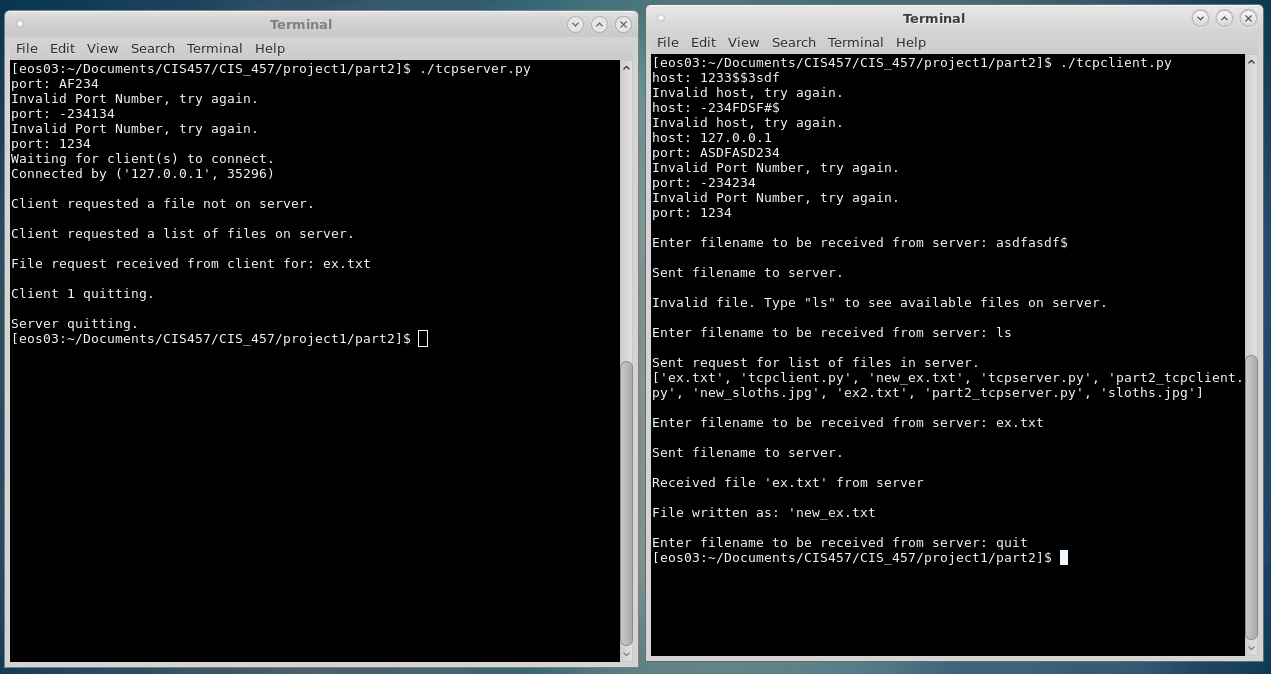 Terminal
File Edit View Search Terminal Help
[eos03:~/Documents/CIS457/CIS_457/project1/part2]$ ./tcpserver.py
port: AF234
Invalid Port Number, try again.
port: -234134
Invalid Port Number, try again.
port: 1234
Waiting for client(s) to connect.
Connected by ('127.0.0.1', 35296)
Client requested a file not on server.
Client requested a list of files on server.
File request received from client for: ex.txt
Client 1 quitting.
Server quitting.
[eos03:~/Documents/CIS457/CIS_457/project1/part2]$
Terminal
File Edit View Search Terminal Help
[eos03:~/Documents/CIS457/CIS_457/project1/part2]$ ./tcpclient.py
host: 1233$$3sdf
Invalid host, try again.
host: -234FDSF#$
Invalid host, try again.
host: 127.0.0.1
port: ASDFASD234
Invalid Port Number, try again.
port: -234234
Invalid Port Number, try again.
port: 1234
Enter filename to be received from server: asdfasdf$
Sent filename to server.
Invalid file. Type "ls" to see available files on server.
Enter filename to be received from server: ls
Sent request for list of files in server.
['ex.txt', 'tcpclient.py', 'new_ex.txt', 'tcpserver.py', 'part2_tcpclient.
py', 'new_sloths.jpg', 'ex2.txt', 'part2_tcpserver.py', 'sloths.jpg']
Enter filename to be received from server: ex.txt
Sent filename to server.
Received file 'ex.txt' from server
File written as: 'new_ex.txt
Enter filename to be received from server: quit
[eos03:~/Documents/CIS457/CIS_457/project1/part2]$